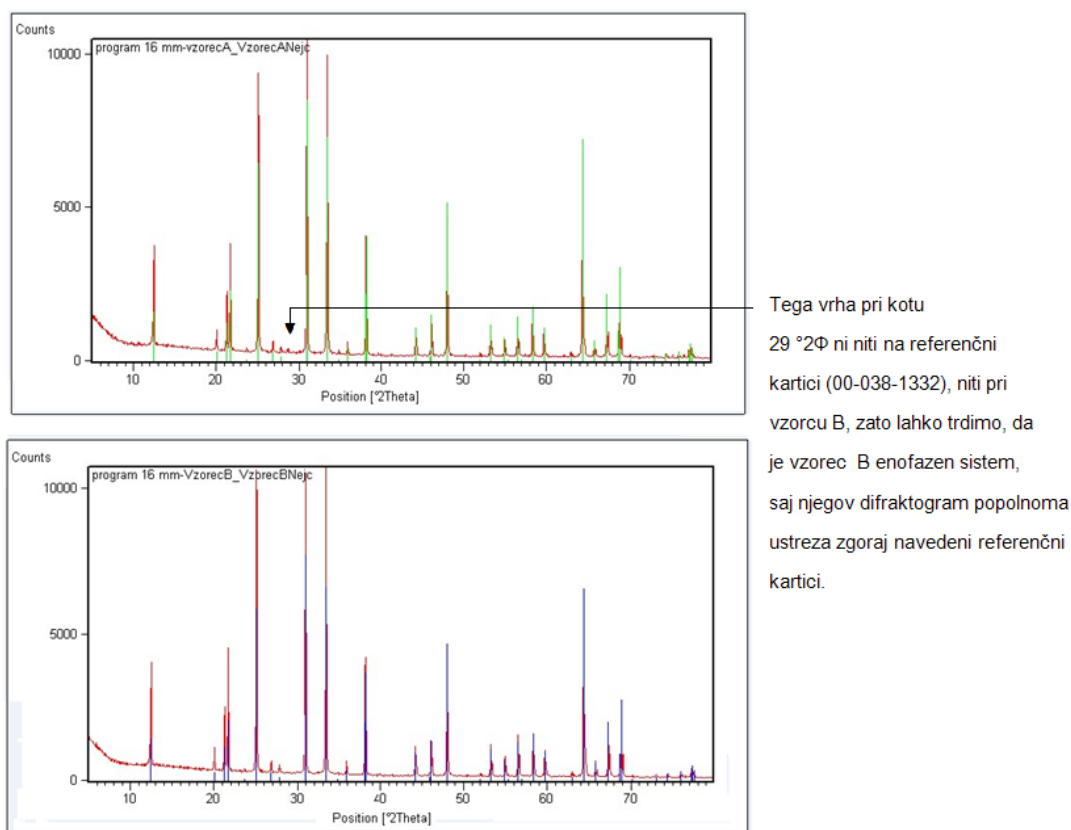 Counts
program 16 mm-vzorecA_VzorecANejc
10000
5000
0
10 20 30 40 50 60 70
Position [°2Theta]
Tega vrha pri kotu
29 °2Φ ni niti na referenčni
kartici (00-038-1332), niti pri
vzorcu B, zato lahko trdimo, da
je vzorec B enofazen sistem,
saj njegov difraktogram popolnoma
ustreza zgoraj navedeni referenčni
kartici.
Counts
program 16 mm-VzorecB_VzorecBNejc
10000
5000
0
10 20 30 40 50 60 70
Position [°2Theta]